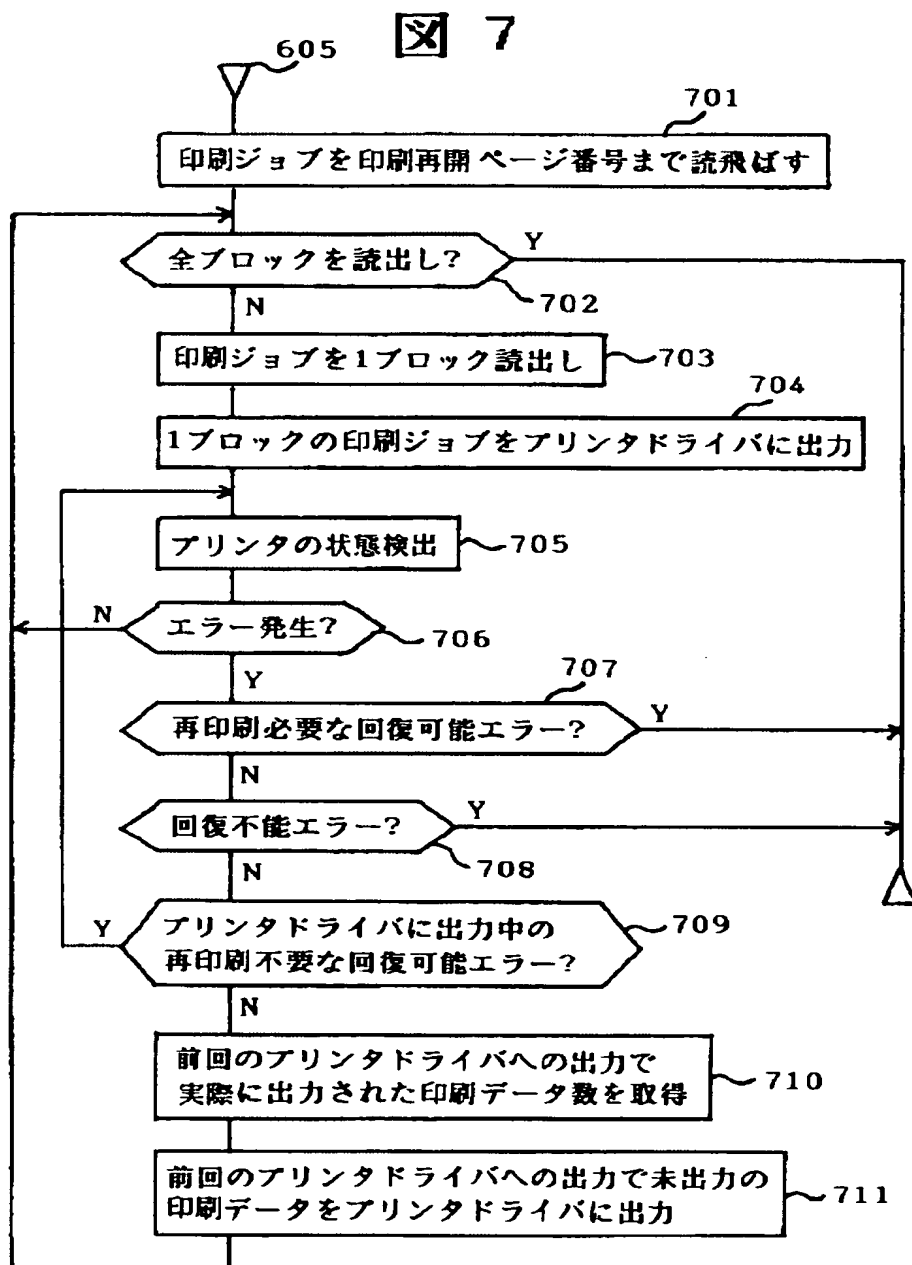 図 7
605
701
印刷ジョブを印刷再開ページ番号まで読飛ばす
全ブロックを読出し?
Y
702
N
印刷ジョブを1ブロック読出し
703
704
1ブロックの印刷ジョブをプリンタドライバに出力
プリンタの状態検出
705
N
エラー発生?
706
Y
707
再印刷必要な回復可能エラー?
Y
N
回復不能エラー?
Y
708
N
Y
プリンタドライバに出力中の
再印刷不要な回復可能エラー?
709
N
前回のプリンタドライバへの出力で
実際に出力された印刷データ数を取得
710
前回のプリンタドライバへの出力で未出力の
印刷データをプリンタドライバに出力
711